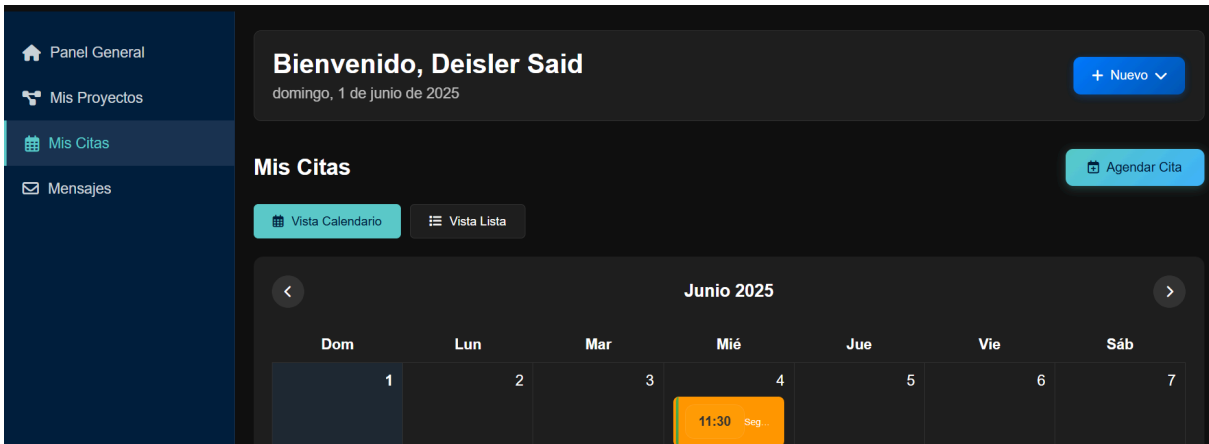 Panel General
Mis Proyectos
Mis Citas
Mensajes
Bienvenido, Deisler Said
domingo, 1 de junio de 2025
+ Nuevo
Mis Citas
Agendar Cita
Vista Calendario
Vista Lista
Junio 2025
Dom Lun Mar Mié Jue Vie Sáb
1 2 3 4 5 6 7
11:30 Seg...